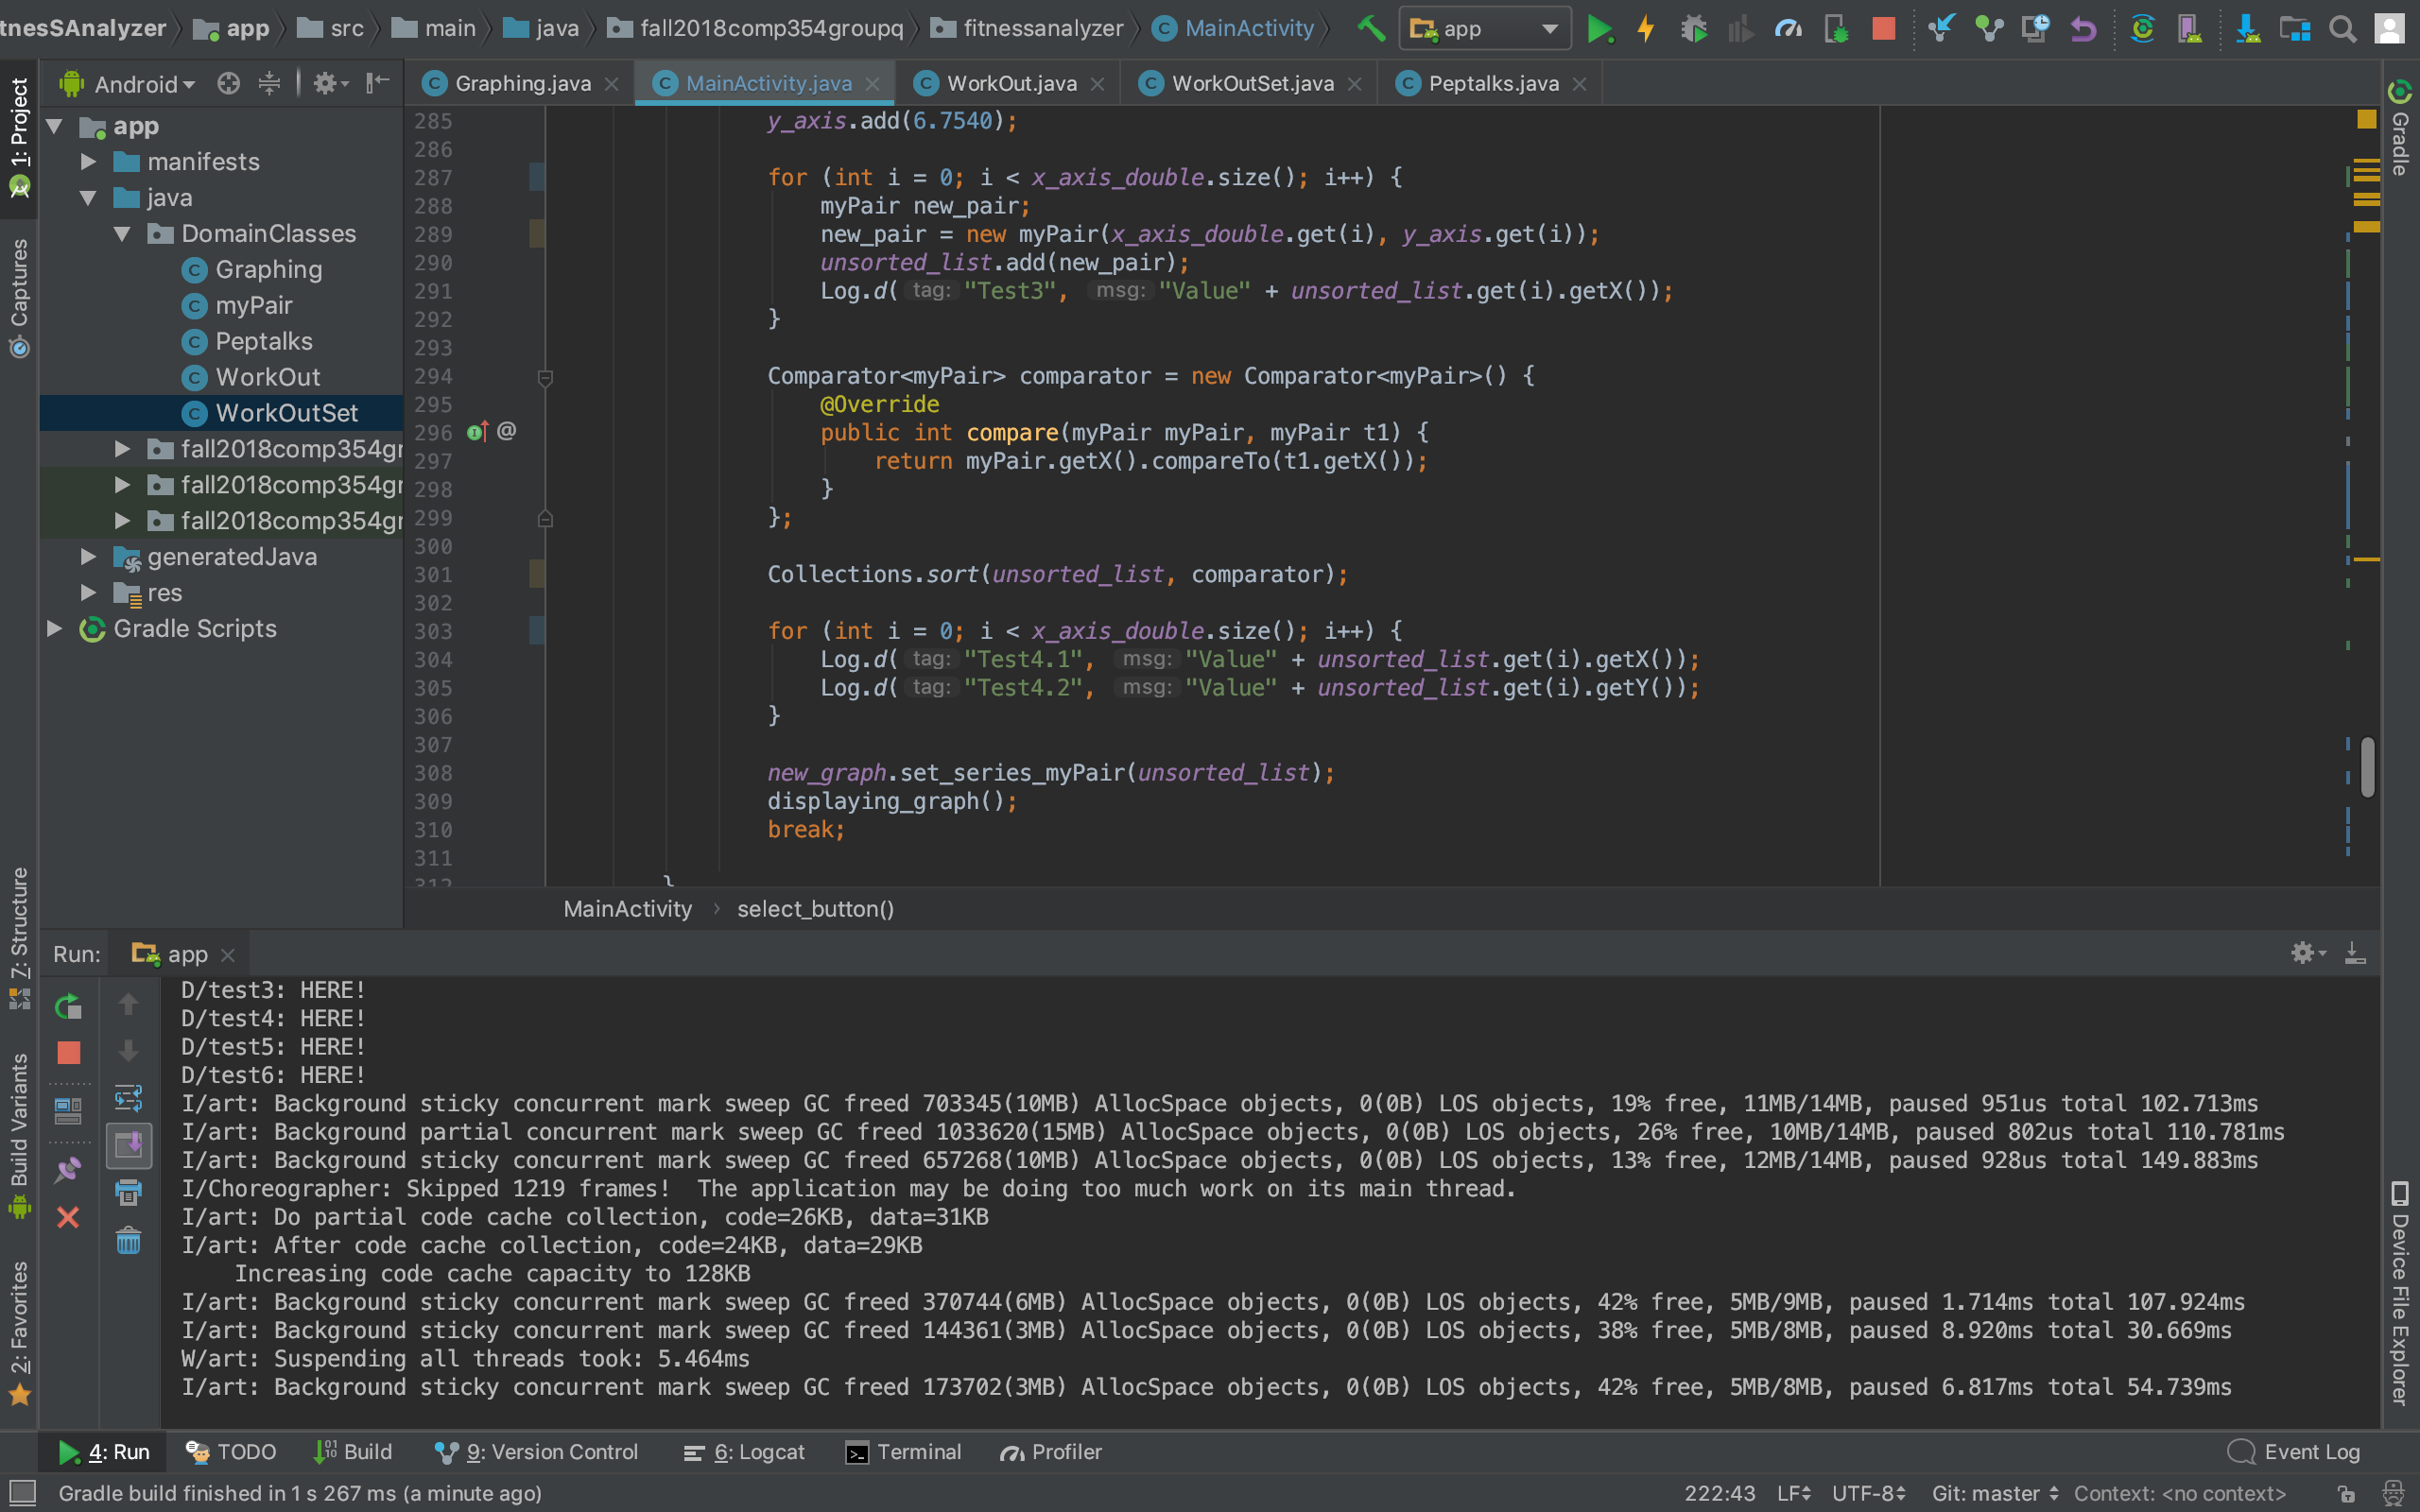 tnesSAnalyzer app src main java fall2018comp354groupq fitnessanalyzer MainActivity app
1: Project
Captures
7: Structure
Build Variants
2: Favorites
Android
app
manifests
java
DomainClasses
Graphing
myPair
Peptalks
WorkOut
WorkOutSet
fall2018comp354gr
fall2018comp354gr
fall2018comp354gr
generatedJava
res
Gradle Scripts
Graphing.java MainActivity.java WorkOut.java WorkOutSet.java Peptalks.java
285 y_axis.add(6.7540);
286
287 for (int i = 0; i < x_axis_double.size(); i++) {
288 myPair new_pair;
289 new_pair = new myPair(x_axis_double.get(i), y_axis.get(i));
290 unsorted_list.add(new_pair);
291 Log.d( tag: "Test3", msg: "Value" + unsorted_list.get(i).getX());
292 }
293
294 Comparator<myPair> comparator = new Comparator<myPair>() {
295 @Override
296 public int compare(myPair myPair, myPair t1) {
297 return myPair.getX().compareTo(t1.getX());
298 }
299 };
300
301 Collections.sort(unsorted_list, comparator);
302
303 for (int i = 0; i < x_axis_double.size(); i++) {
304 Log.d( tag: "Test4.1", msg: "Value" + unsorted_list.get(i).getX());
305 Log.d( tag: "Test4.2", msg: "Value" + unsorted_list.get(i).getY());
306 }
307
308 new_graph.set_series_myPair(unsorted_list);
309 displaying_graph();
310 break;
311
312 }
MainActivity › select_button()
Gradle
Device File Explorer
Run: app
D/test3: HERE!
D/test4: HERE!
D/test5: HERE!
D/test6: HERE!
I/art: Background sticky concurrent mark sweep GC freed 703345(10MB) AllocSpace objects, 0(0B) LOS objects, 19% free, 11MB/14MB, paused 951us total 102.713ms
I/art: Background partial concurrent mark sweep GC freed 1033620(15MB) AllocSpace objects, 0(0B) LOS objects, 26% free, 10MB/14MB, paused 802us total 110.781ms
I/art: Background sticky concurrent mark sweep GC freed 657268(10MB) AllocSpace objects, 0(0B) LOS objects, 13% free, 12MB/14MB, paused 928us total 149.883ms
I/Choreographer: Skipped 1219 frames!  The application may be doing too much work on its main thread.
I/art: Do partial code cache collection, code=26KB, data=31KB
I/art: After code cache collection, code=24KB, data=29KB
Increasing code cache capacity to 128KB
I/art: Background sticky concurrent mark sweep GC freed 370744(6MB) AllocSpace objects, 0(0B) LOS objects, 42% free, 5MB/9MB, paused 1.714ms total 107.924ms
I/art: Background sticky concurrent mark sweep GC freed 144361(3MB) AllocSpace objects, 0(0B) LOS objects, 38% free, 5MB/8MB, paused 8.920ms total 30.669ms
W/art: Suspending all threads took: 5.464ms
I/art: Background sticky concurrent mark sweep GC freed 173702(3MB) AllocSpace objects, 0(0B) LOS objects, 42% free, 5MB/8MB, paused 6.817ms total 54.739ms
4: Run TODO Build 9: Version Control 6: Logcat Terminal Profiler Event Log
Gradle build finished in 1 s 267 ms (a minute ago) 222:43 LF UTF-8 Git: master Context: <no context>